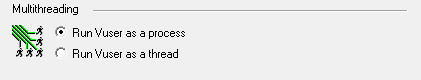 Multithreading
Run Vuser as a process
Run Vuser as a thread